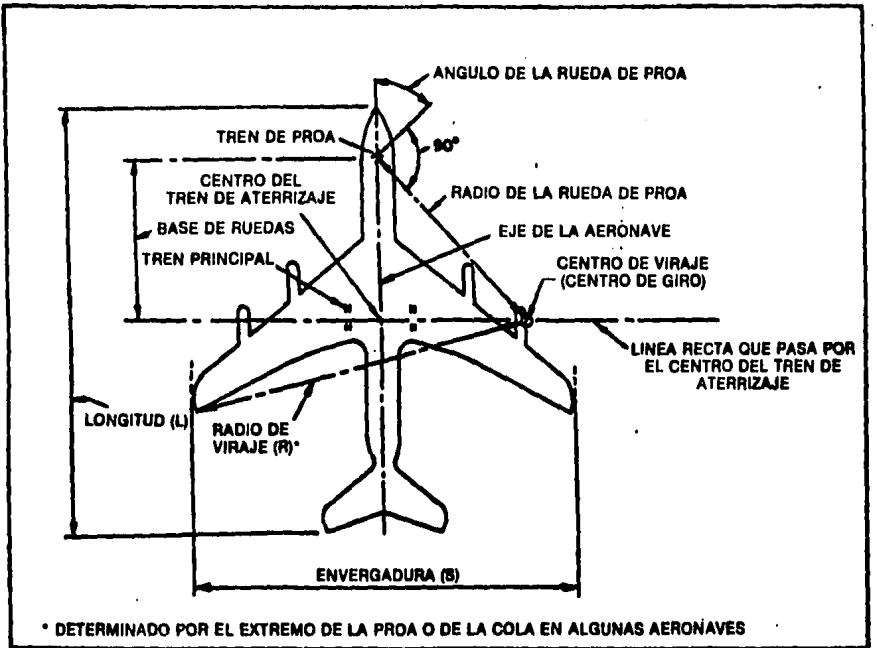 ANGULO DE LA RUEDA DE PROA
TREN DE PROA
90°
CENTRO DEL
TREN DE ATERRIZAJE
RADIO DE LA RUEDA DE PROA
BASE DE RUEDAS
EJE DE LA AERONAVE
TREN PRINCIPAL
CENTRO DE VIRAJE
(CENTRO DE GIRO)
LINEA RECTA QUE PASA POR
EL CENTRO DEL TREN DE
ATERRIZAJE
LONGITUD (L)
RADIO DE
VIRAJE (R)*
ENVERGADURA (S)
* DETERMINADO POR EL EXTREMO DE LA PROA O DE LA COLA EN ALGUNAS AERONAVES